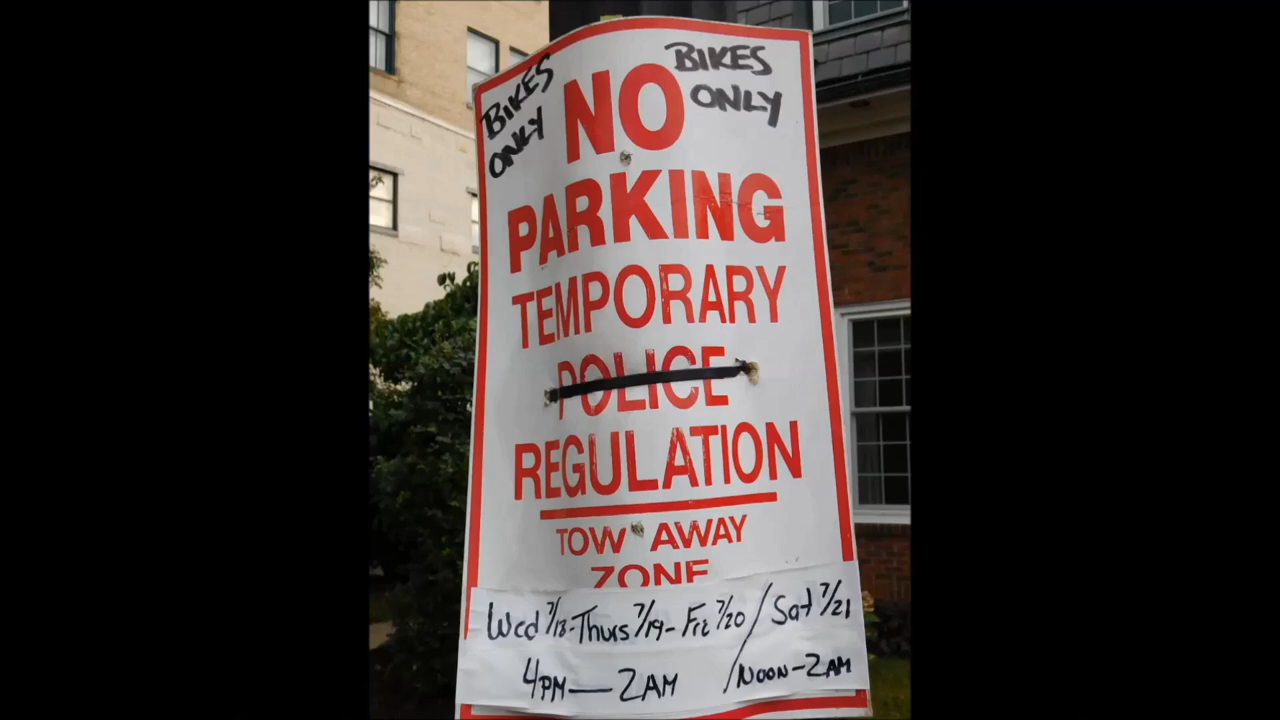 BIKES ONLY
BIKES ONLY
NO
PARKING
TEMPORARY
POLICE
REGULATION
TOW AWAY
ZONE
Wed 7/18-Thurs 7/19-Fri 7/20/Sat 7/21
4PM-2AM/NOON-2AM